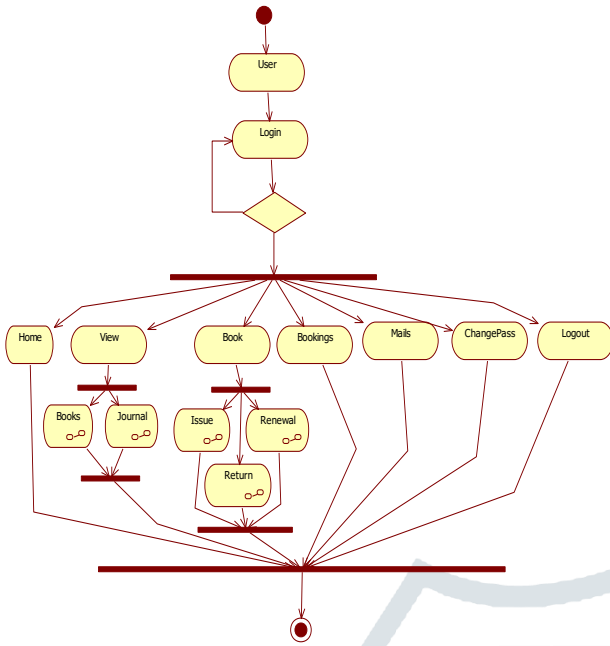 User
Login
Home
View
Book
Bookings
Mails
ChangePass
Logout
Books
Journal
Issue
Renewal
Return